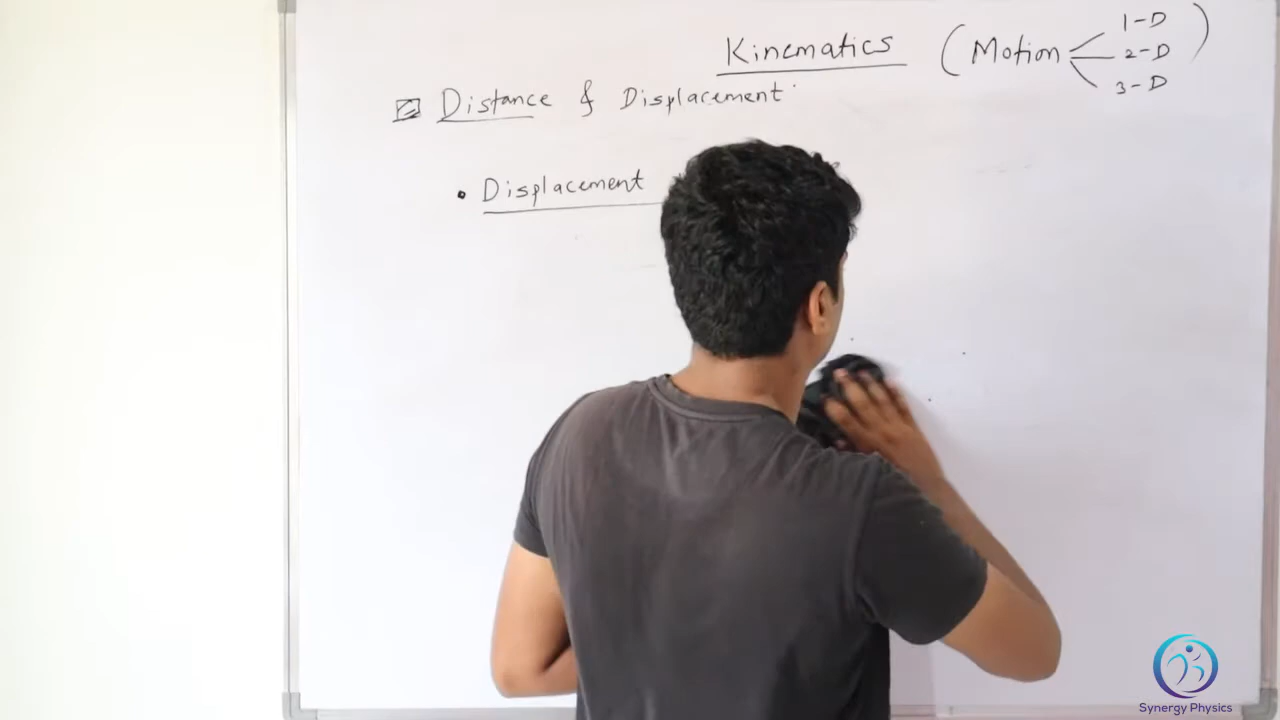 Kinematics (Motion 1-D
2-D
3-D)
Distance & Displacement
• Displacement
Synergy Physics